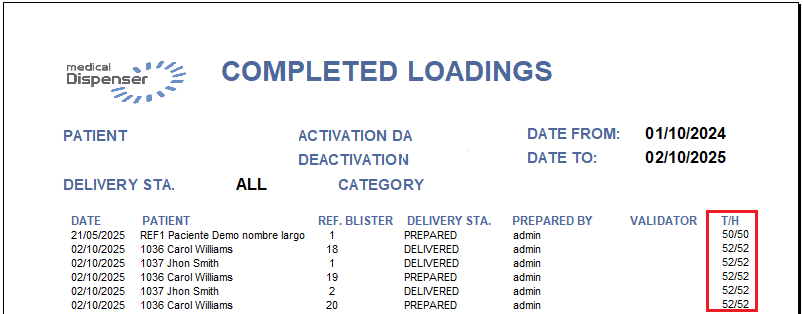 medical
Dispenser
COMPLETED LOADINGS
PATIENT ACTIVATION DA DATE FROM: 01/10/2024
DEACTIVATION DATE TO: 02/10/2025
DELIVERY STA. ALL CATEGORY
DATE PATIENT REF. BLISTER DELIVERY STA. PREPARED BY VALIDATOR T/H
21/05/2025 REF1 Paciente Demo nombre largo 1 PREPARED admin 50/50
02/10/2025 1036 Carol Williams 18 DELIVERED admin 52/52
02/10/2025 1037 Jhon Smith 1 DELIVERED admin 52/52
02/10/2025 1036 Carol Williams 19 PREPARED admin 52/52
02/10/2025 1037 Jhon Smith 2 DELIVERED admin 52/52
02/10/2025 1036 Carol Williams 20 PREPARED admin 52/52